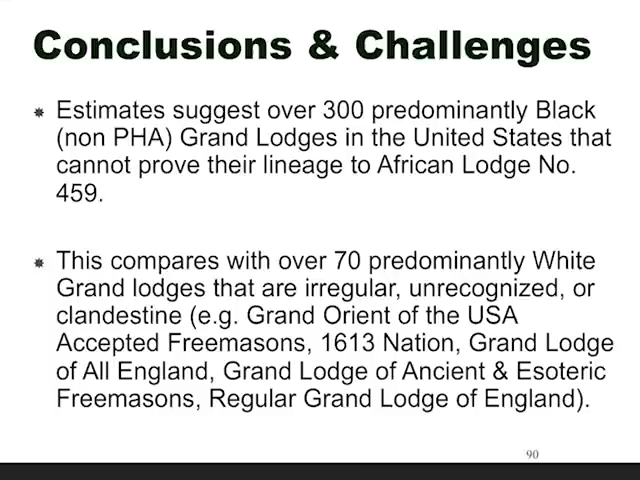 Conclusions & Challenges
Estimates suggest over 300 predominantly Black
(non PHA) Grand Lodges in the United States that
cannot prove their lineage to African Lodge No.
459.
This compares with over 70 predominantly White
Grand lodges that are irregular, unrecognized, or
clandestine (e.g. Grand Orient of the USA
Accepted Freemasons, 1613 Nation, Grand Lodge
of All England, Grand Lodge of Ancient & Esoteric
Freemasons, Regular Grand Lodge of England).
90